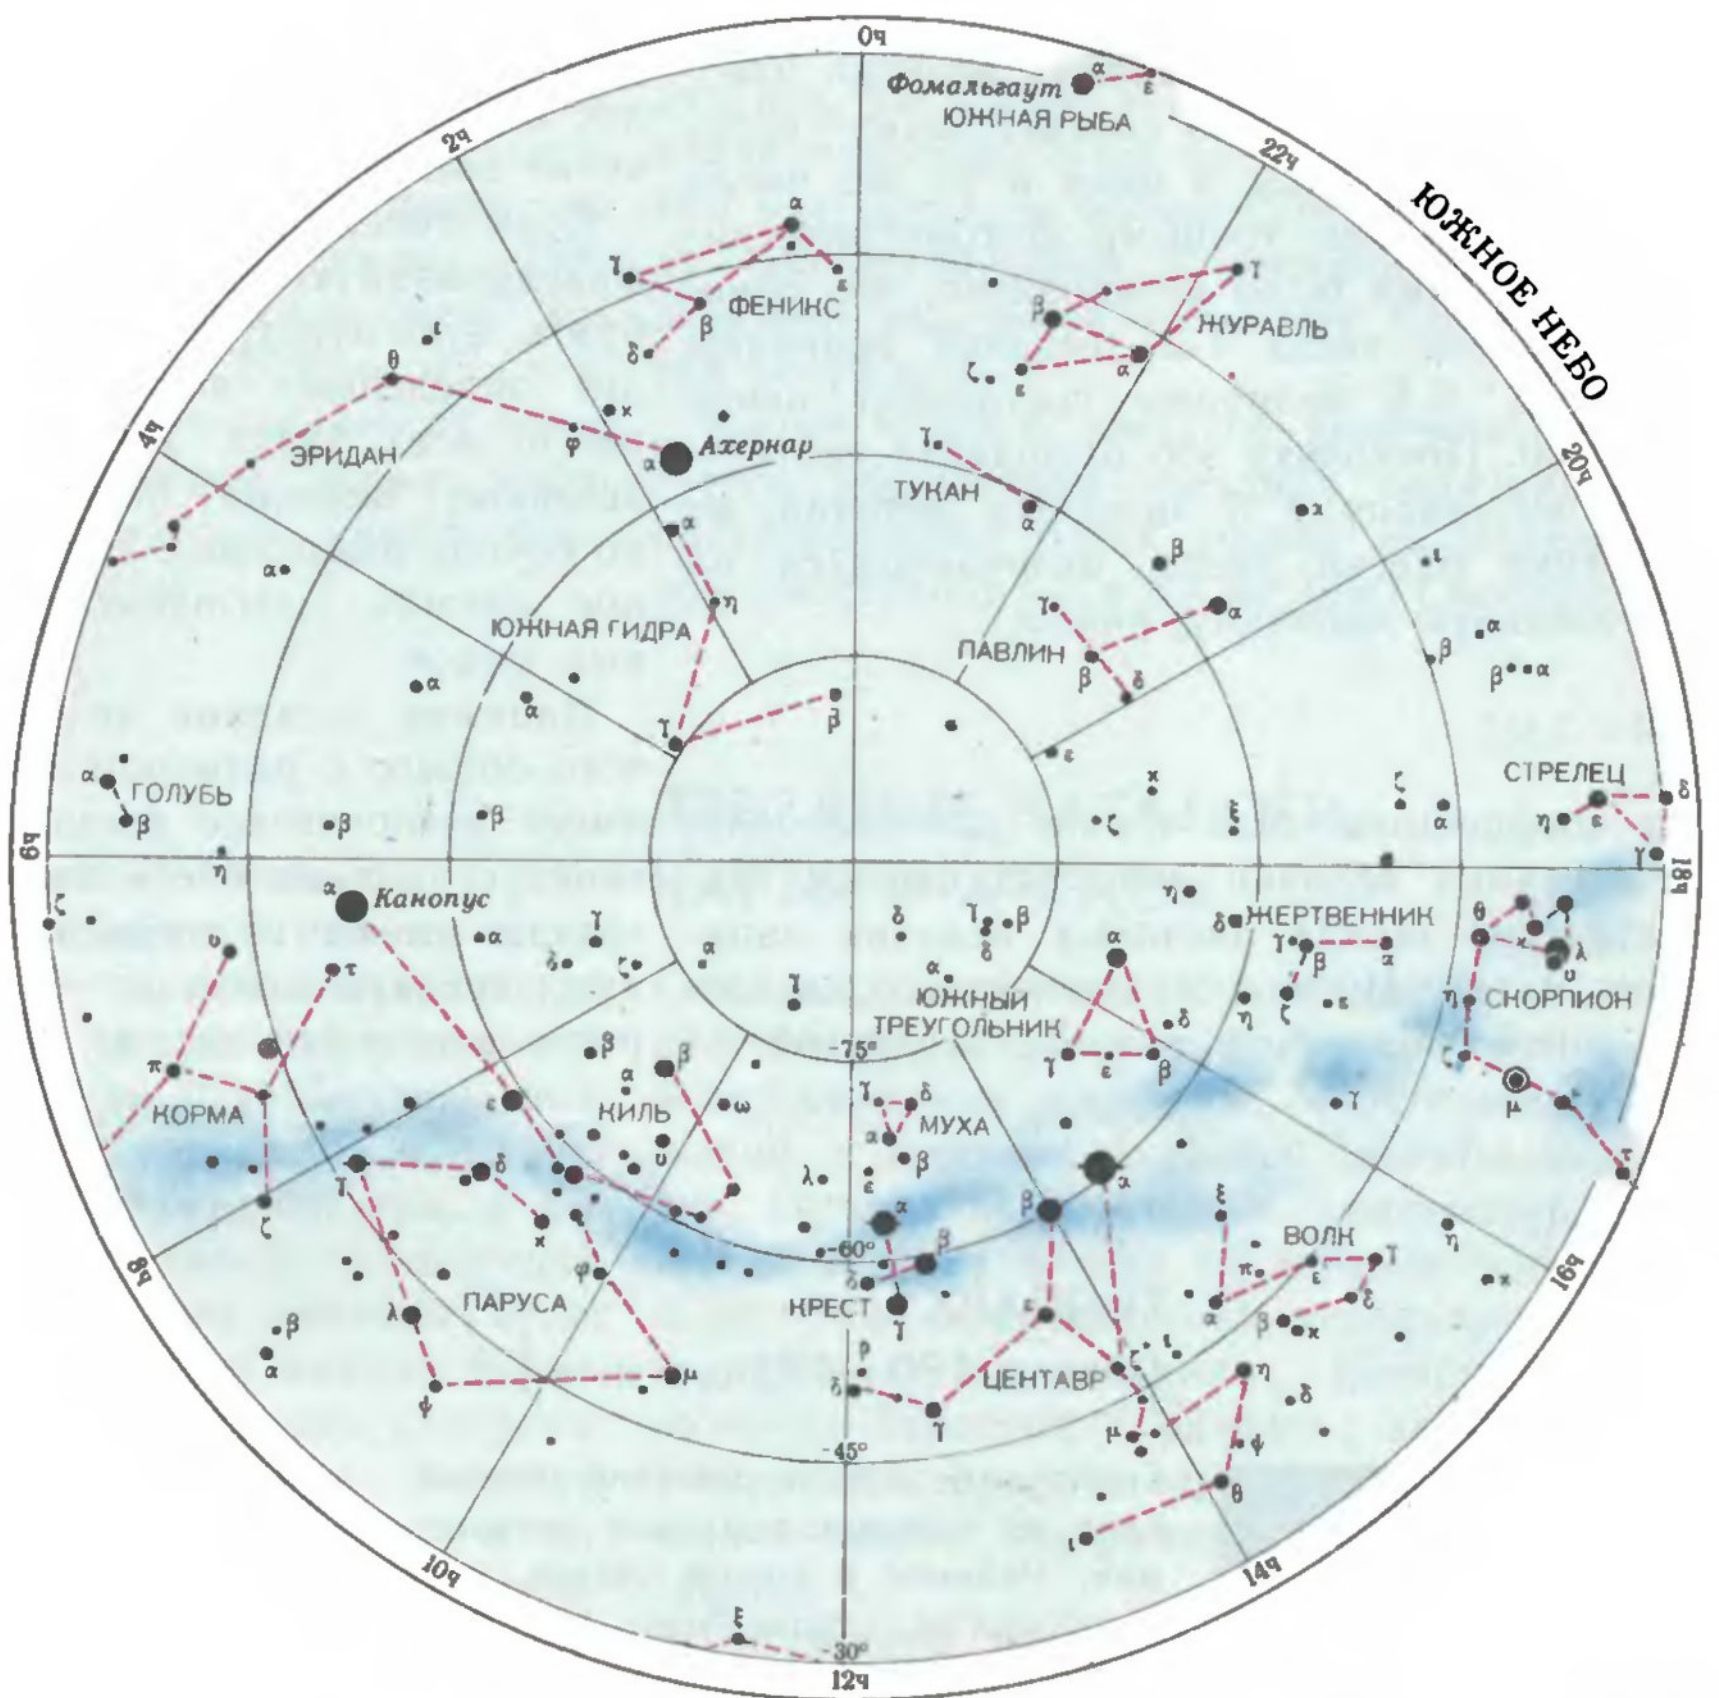 0ч
α
Фомальгаут
ε
ЮЖНАЯ РЫБА
2ч
22ч
ЮЖНОЕ НЕБО
α
γ
ε
β
ФЕНИКС
δ
γ
β
ЖУРАВЛЬ
α
ζ
ε
ι
θ
χ
φ
4ч
ЭРИДАН
α
Ахернар
γ
ТУКАН
α
20ч
α
β
ι
α
α
η
ЮЖНАЯ ГИДРА
γ
α
ПАВЛИН
β
δ
α
β
β
α
α
α
γ
β
ε
α
ГОЛУБЬ
β
β
β
η
χ
ζ
ξ
ζ
α
СТРЕЛЕЦ
δ
ε
η
γ
6ч
18ч
α
Канопус
ζ
υ
τ
α
γ
δ
ζ
α
γ
δ
γ
β
δ
α
η
δ
ЖЕРТВЕННИК
γ
β
α
ζ
ε
η
α
ЮЖНЫЙ
ТРЕУГОЛЬНИК
δ
γ
ε
β
θ
κ
λ
υ
η
СКОРПИОН
ζ
μ
τ
-75°
π
КОРМА
ζ
ε
β
β
α
КИЛЬ
υ
ω
γ
δ
МУХА
α
β
ε
λ
γ
γ
δ
κ
α
β
α
ξ
ВОЛК
π
ε
γ
δ
α
β
χ
η
χ
16ч
8ч
-60°
α
β
δ
КРЕСТ
γ
φ
ПАРУСА
λ
β
α
ψ
μ
ρ
δ
ε
ЦЕНТАВР
ζ
ι
γ
μ
η
δ
ψ
θ
ι
-45°
10ч
14ч
ξ
-30°
12ч